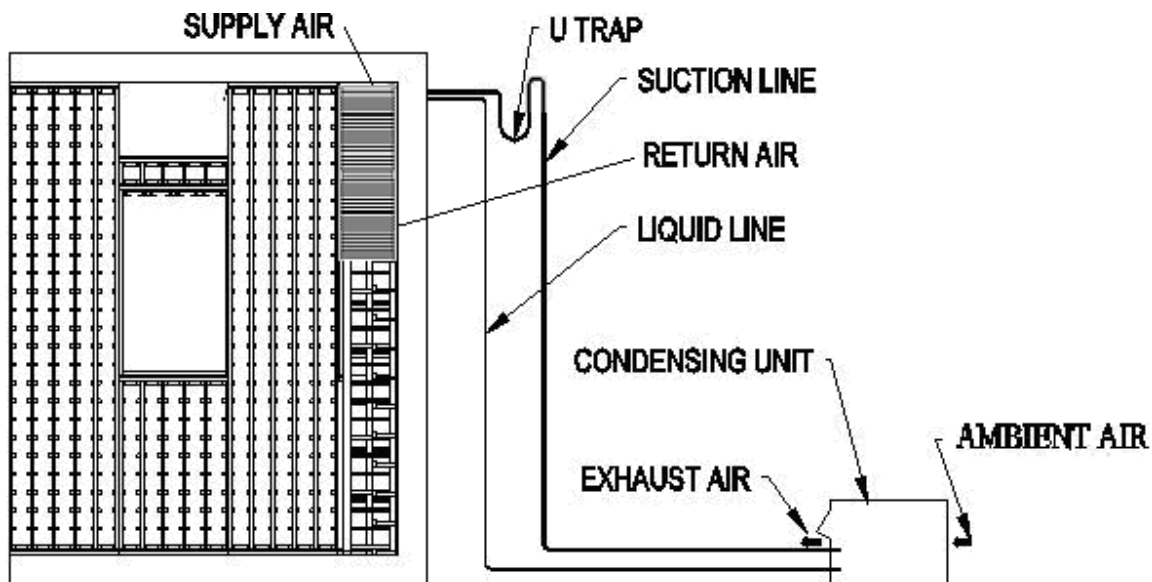 SUPPLY AIR
U TRAP
SUCTION LINE
RETURN AIR
LIQUID LINE
CONDENSING UNIT
AMBIENT AIR
EXHAUST AIR